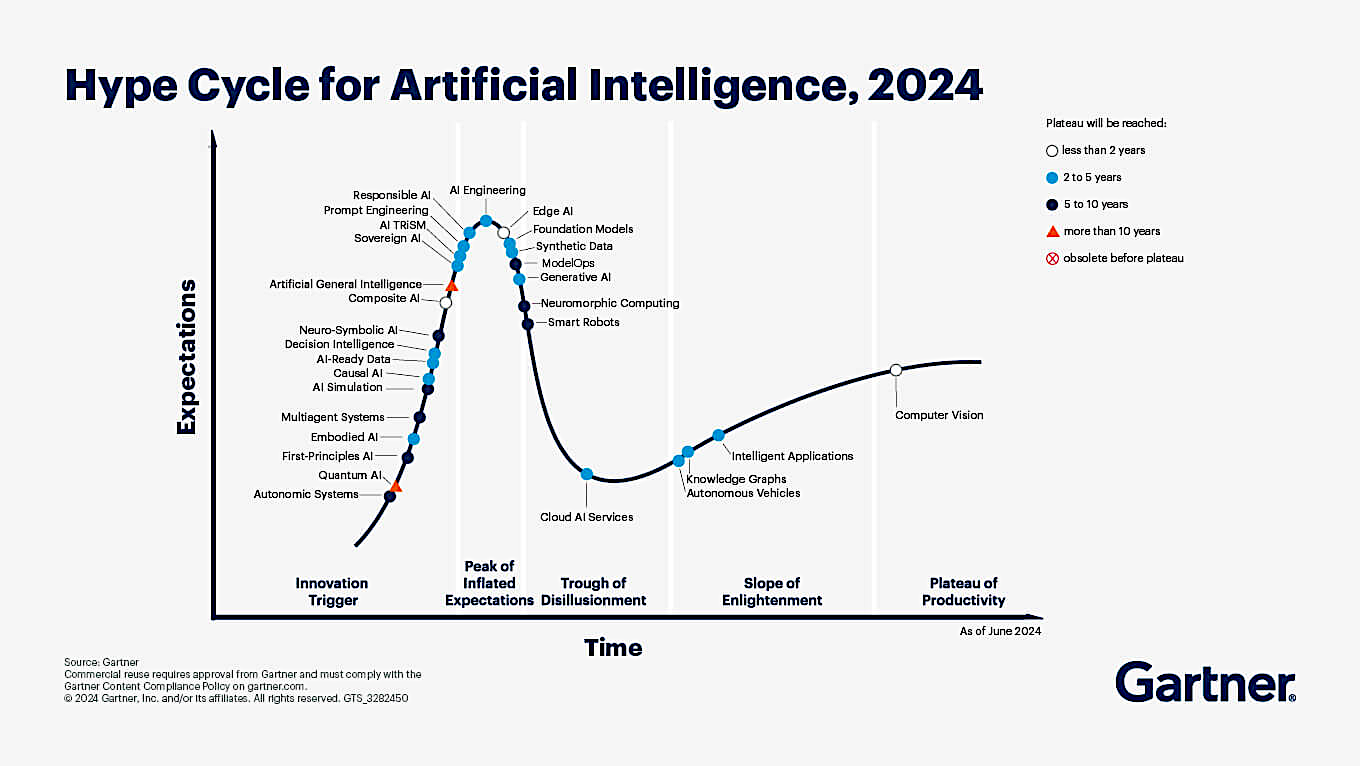 Hype Cycle for Artificial Intelligence, 2024
Plateau will be reached:
less than 2 years
2 to 5 years
5 to 10 years
more than 10 years
obsolete before plateau
Expectations
Responsible AI
Prompt Engineering
AI TRiSM
Sovereign AI
Artificial General Intelligence
Composite AI
Neuro-Symbolic AI
Decision Intelligence
AI-Ready Data
Causal AI
AI Simulation
Multiagent Systems
Embodied AI
First-Principles AI
Quantum AI
Autonomic Systems
AI Engineering
Edge AI
Foundation Models
Synthetic Data
ModelOps
Generative AI
Neuromorphic Computing
Smart Robots
Cloud AI Services
Knowledge Graphs
Autonomous Vehicles
Intelligent Applications
Computer Vision
Innovation
Trigger
Peak of
Inflated
Expectations
Trough of
Disillusionment
Slope of
Enlightenment
Plateau of
Productivity
As of June 2024
Time
Source: Gartner
Commercial reuse requires approval from Gartner and must comply with the
Gartner Content Compliance Policy on gartner.com.
© 2024 Gartner, Inc. and/or its affiliates. All rights reserved. GTS_3282450
Gartner®